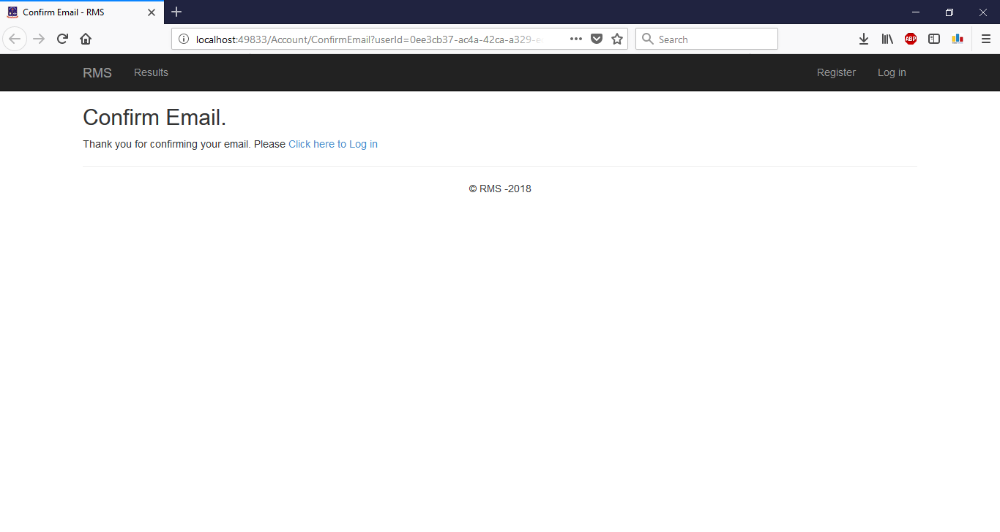 Confirm Email - RMS
localhost:49833/Account/ConfirmEmail?userId=0ee3cb37-ac4a-42ca-a329-
Search
ABP
RMS Results Register Log in
Confirm Email.
Thank you for confirming your email. Please Click here to Log in
© RMS -2018